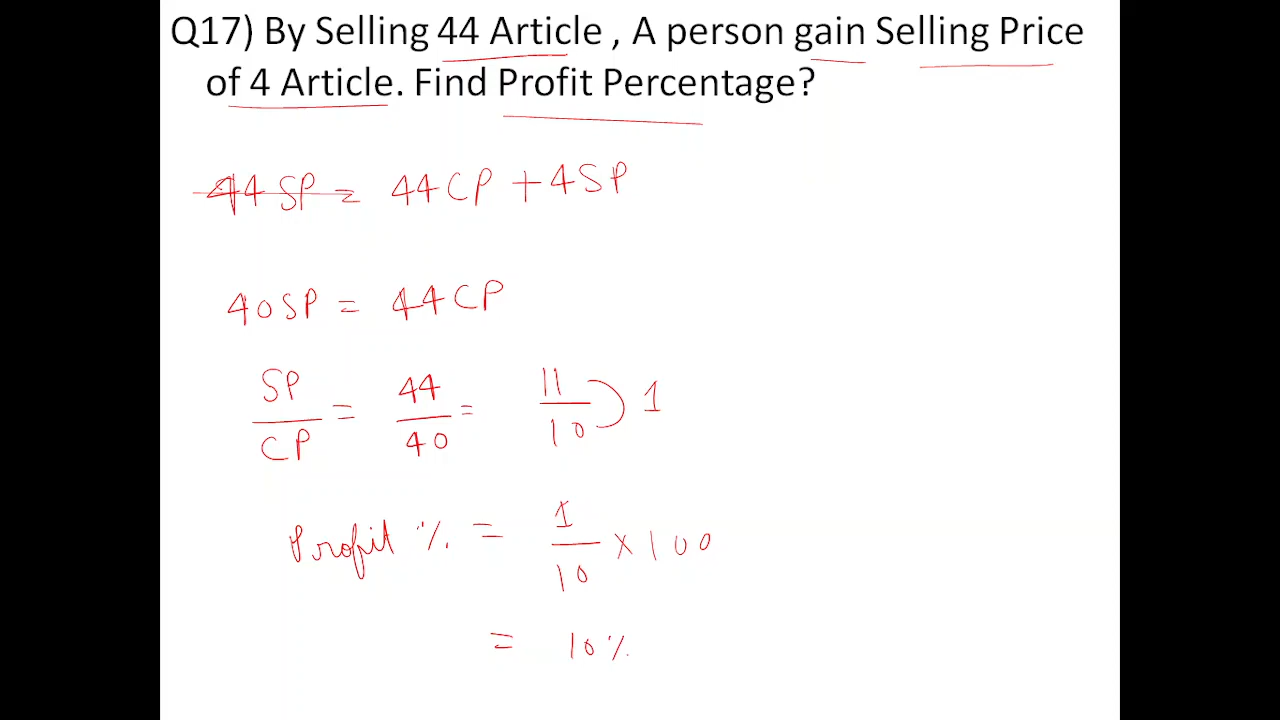 Q17) By Selling 44 Article , A person gain Selling Price
of 4 Article. Find Profit Percentage?
44 SP = 44 CP + 4 SP
40 SP = 44 CP
SP/CP = 44/40 = 11/10 ) 1
Profit % = 1/10 × 100
= 10%